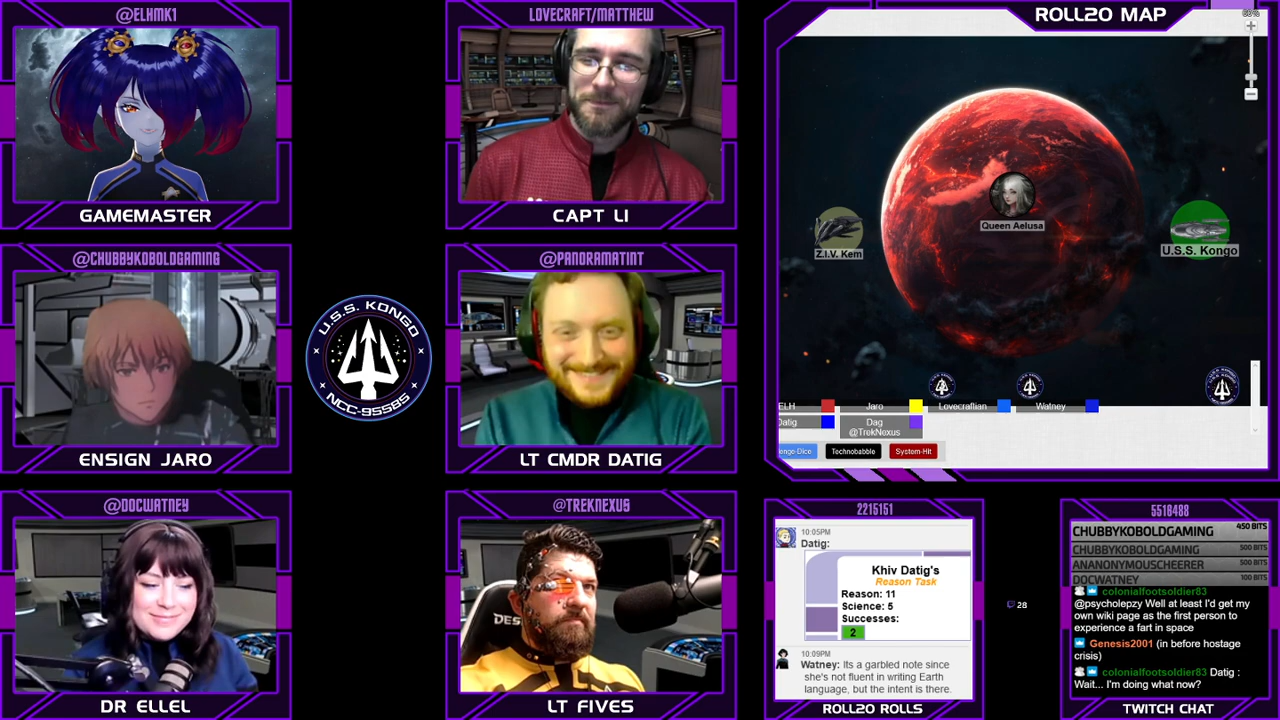 @ELHMK1
GAMEMASTER
LOVECRAFT/MATTHEW
CAPT LI
@CHUBBYKOBOLDGAMING
ENSIGN JARO
U.S.S. KONGO
NCC-95585
@PANORAMATINT
LT CMDR DATIG
@DOCWATNEY
DR ELLEL
@TREKNEXUS
DES
LT FIVES
ROLL20 MAP
Z.I.V. Kem
Queen Aelusa
U.S.S. Kongo
ELH
Jaro
Lovecraftian
Watney
Datig
Dag
@TrekNexus
Technobabble
System-Hit
2215151
10:05PM
Datig:
Khiv Datig's
Reason Task
Reason: 11
Science: 5
Successes:
2
10:09PM
Watney: Its a garbled note since
she's not fluent in writing Earth
language, but the intent is there.
ROLL20 ROLLS
28
5516488
CHUBBYKOBOLDGAMING 450 BITS
CHUBBYKOBOLDGAMING 500 BITS
ANANONYMOUSCHEERER 500 BITS
DOCWATNEY 100 BITS
colonialfootsoldier83
@psycholepzy Well at least I'd get my
own wiki page as the first person to
experience a fart in space
Genesis2001 (in before hostage
crisis)
colonialfootsoldier83 Datig :
Wait... I'm doing what now?
TWITCH CHAT